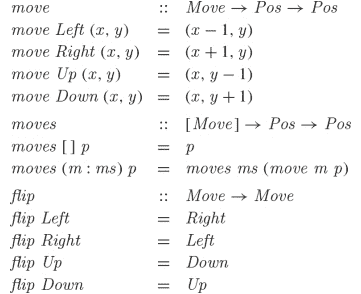 move :: Move → Pos → Pos
move Left (x, y) = (x − 1, y)
move Right (x, y) = (x + 1, y)
move Up (x, y) = (x, y − 1)
move Down (x, y) = (x, y + 1)
moves :: [Move] → Pos → Pos
moves [ ] p = p
moves (m : ms) p = moves ms (move m p)
flip :: Move → Move
flip Left = Right
flip Right = Left
flip Up = Down
flip Down = Up